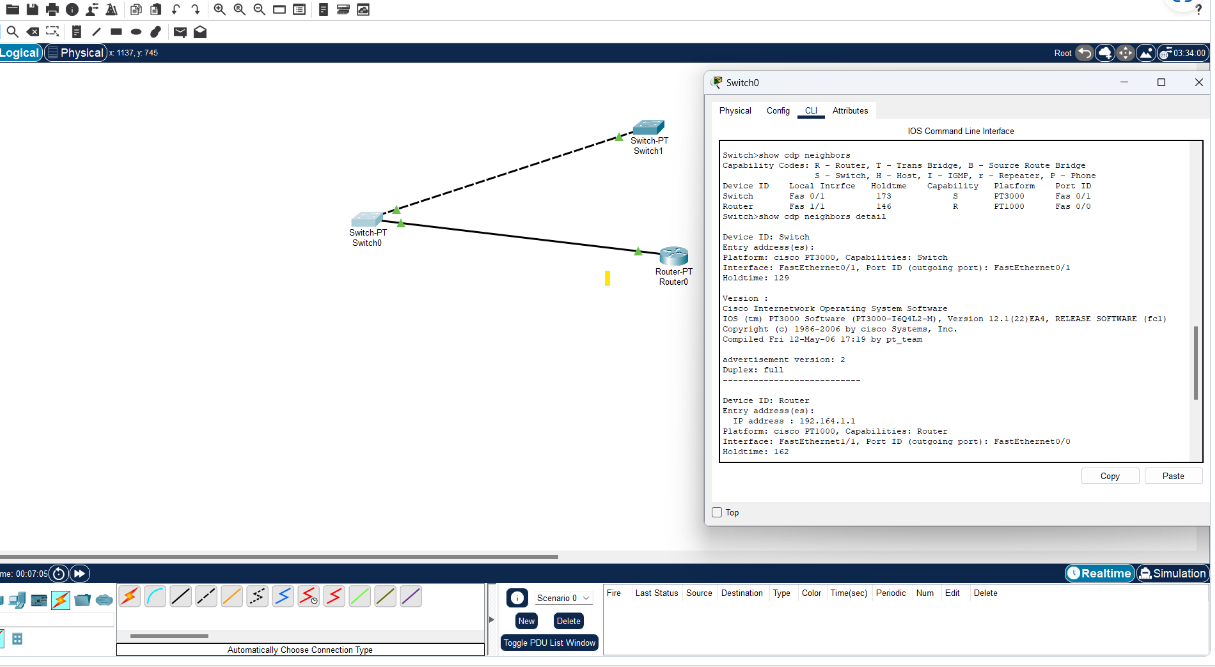 Logical
Physical
x: 1137, y: 745
Root
03:34:00
Switch0
Physical
Config
CLI
Attributes
IOS Command Line Interface
Switch>show cdp neighbors
Capability Codes: R - Router, T - Trans Bridge, B - Source Route Bridge
S - Switch, H - Host, I - IGMP, r - Repeater, P - Phone
Device ID Local Intrfce Holdtme Capability Platform Port ID
Switch Fas 0/1 173 S PT3000 Fas 0/1
Router Fas 1/1 146 R PT1000 Fas 0/0
Switch>show cdp neighbors detail
Device ID: Switch
Entry address(es):
Platform: cisco PT3000, Capabilities: Switch
Interface: FastEthernet0/1, Port ID (outgoing port): FastEthernet0/1
Holdtime: 129
Version :
Cisco Internetwork Operating System Software
IOS (tm) PT3000 Software (PT3000-I6Q4L2-M), Version 12.1(22)EA4, RELEASE SOFTWARE (fc1)
Copyright (c) 1986-2006 by cisco Systems, Inc.
Compiled Fri 12-May-06 17:19 by pt_team
advertisement version: 2
Duplex: full
---------------------------
Device ID: Router
Entry address(es):
IP address : 192.164.1.1
Platform: cisco PT1000, Capabilities: Router
Interface: FastEthernet1/1, Port ID (outgoing port): FastEthernet0/0
Holdtime: 162
Copy
Paste
Top
Switch-PT
Switch1
Switch-PT
Switch0
Router-PT
Router0
me: 00:07:05
Realtime
Simulation
Scenario 0
New
Delete
Toggle PDU List Window
Fire Last Status Source Destination Type Color Time(sec) Periodic Num Edit Delete
Automatically Choose Connection Type